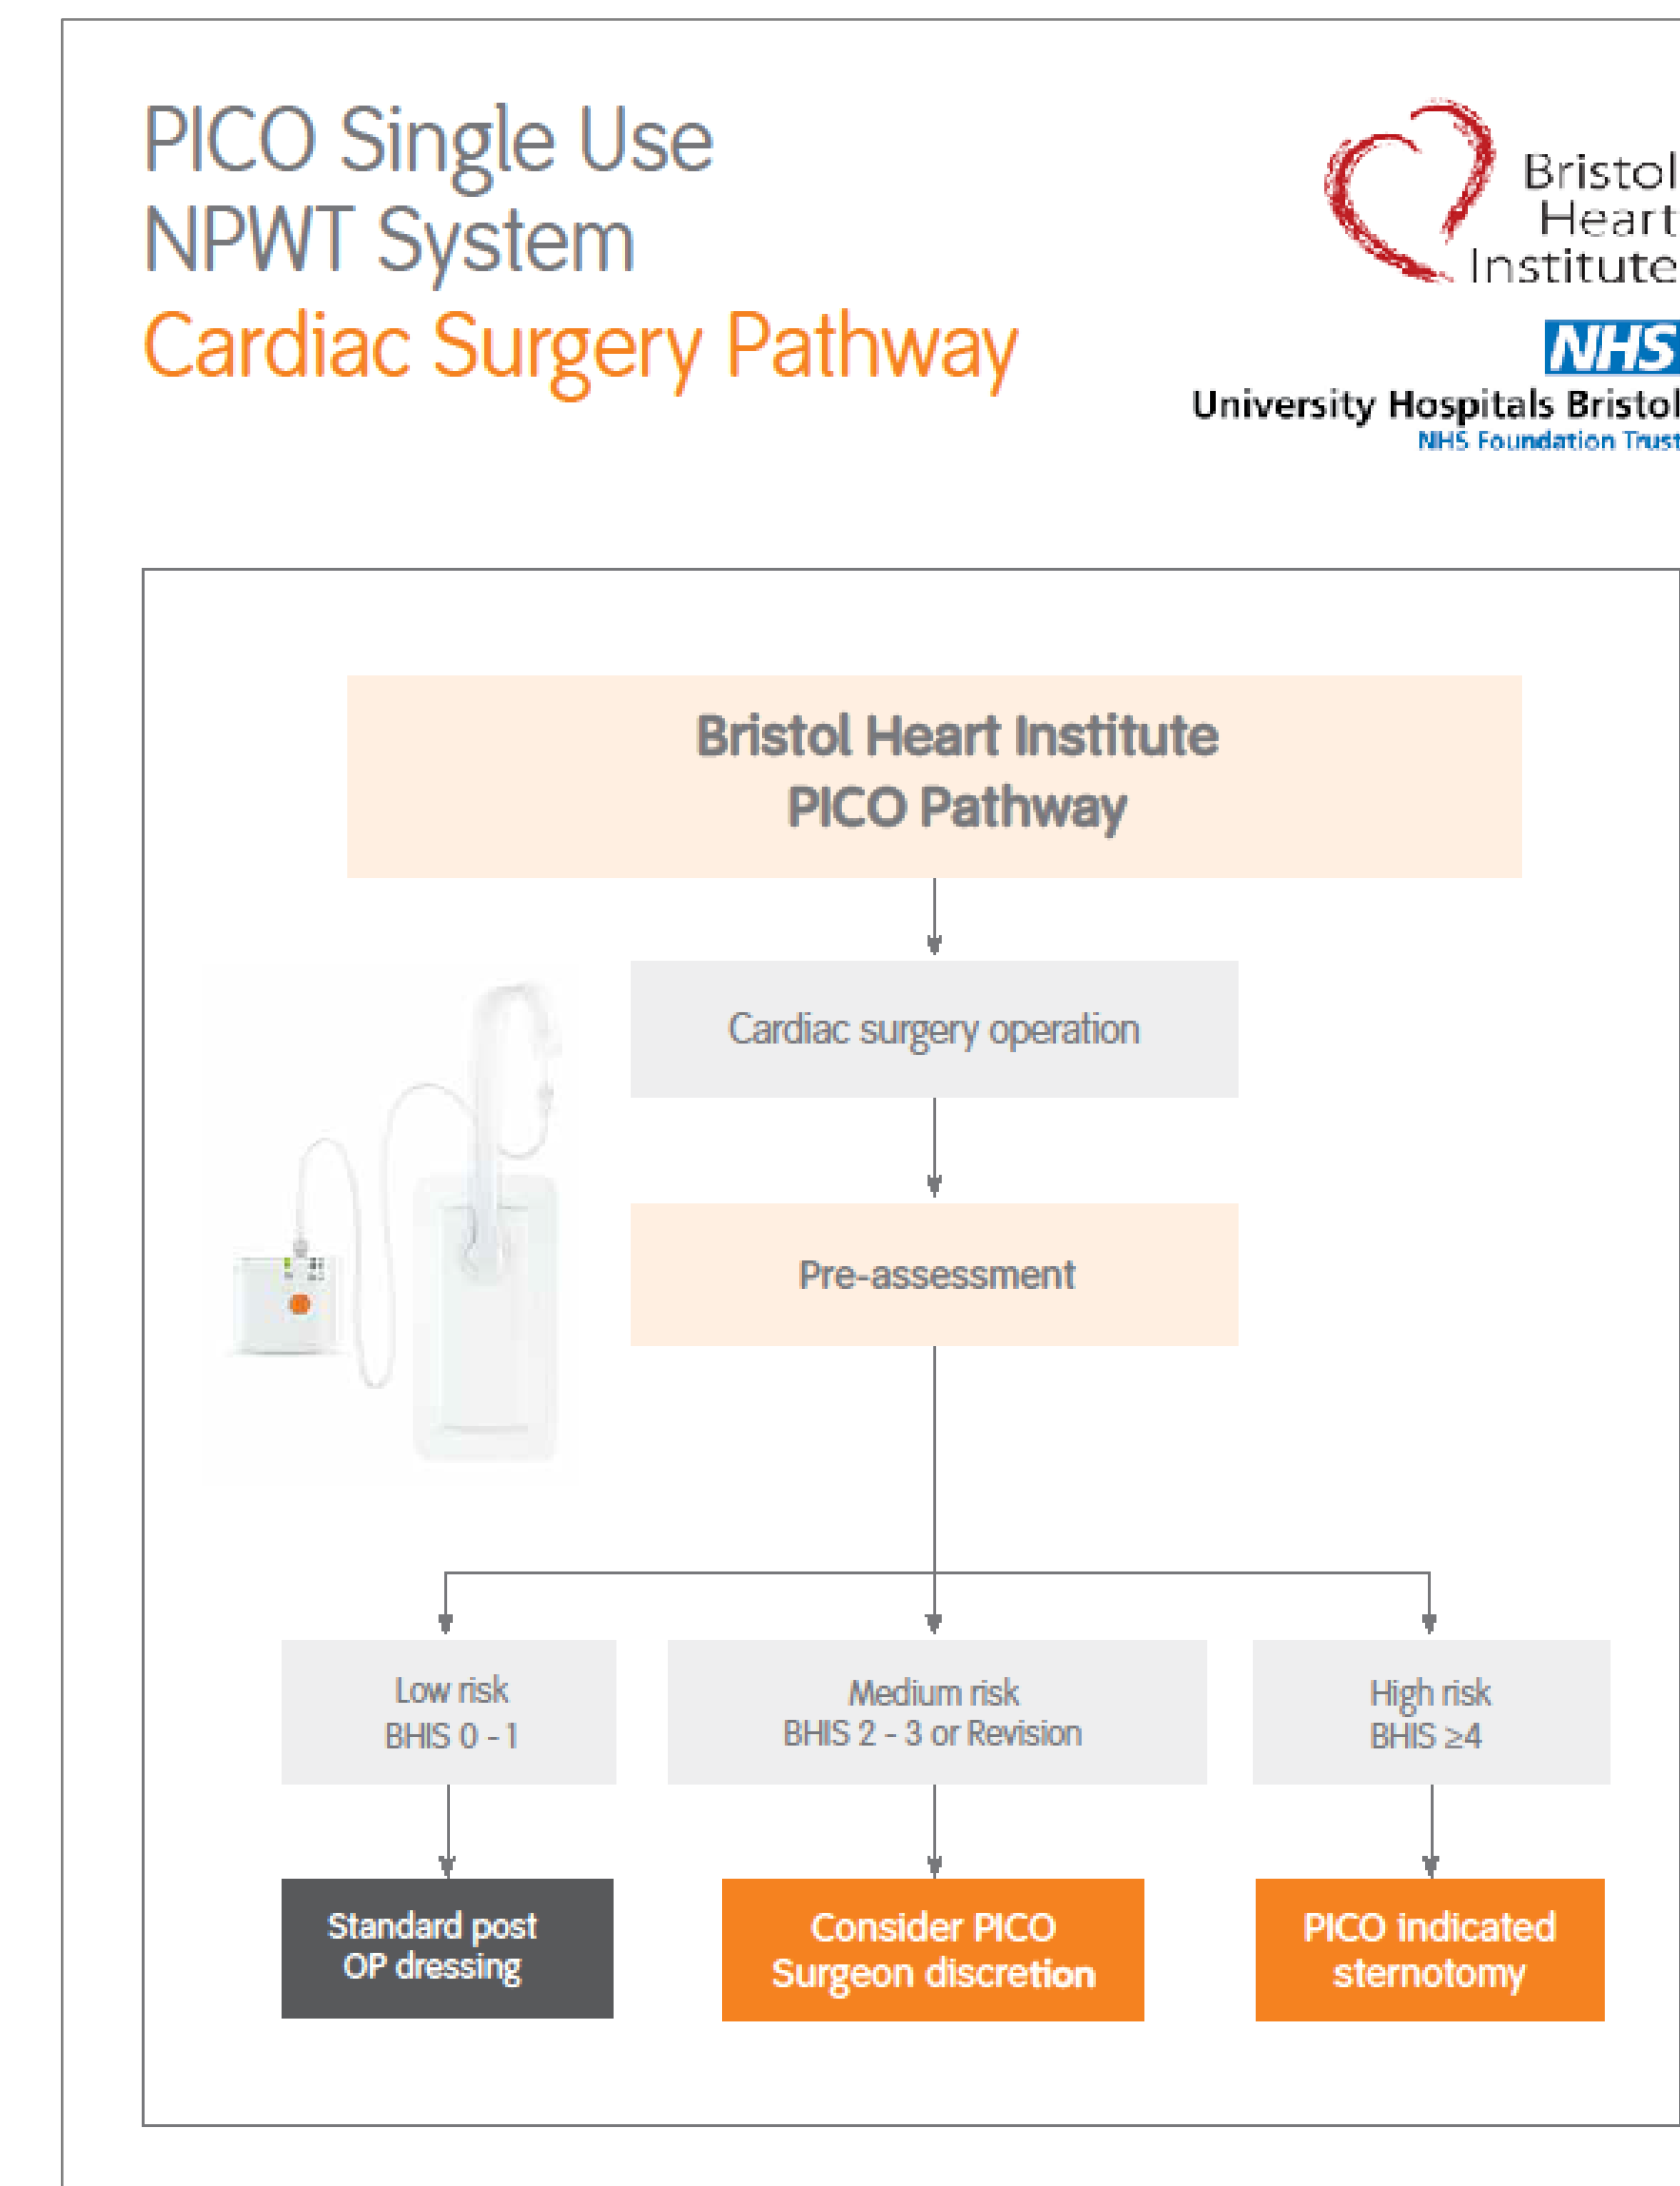 PICO Single Use
NPWT System
Cardiac Surgery Pathway
Bristol
Heart
Institute
NHS
University Hospitals Bristol
NHS Foundation Trust
Bristol Heart Institute
PICO Pathway
Cardiac surgery operation
Pre-assessment
Low risk
BHIS 0 - 1
Medium risk
BHIS 2 - 3 or Revision
High risk
BHIS ≥4
Standard post
OP dressing
Consider PICO
Surgeon discretion
PICO indicated
sternotomy